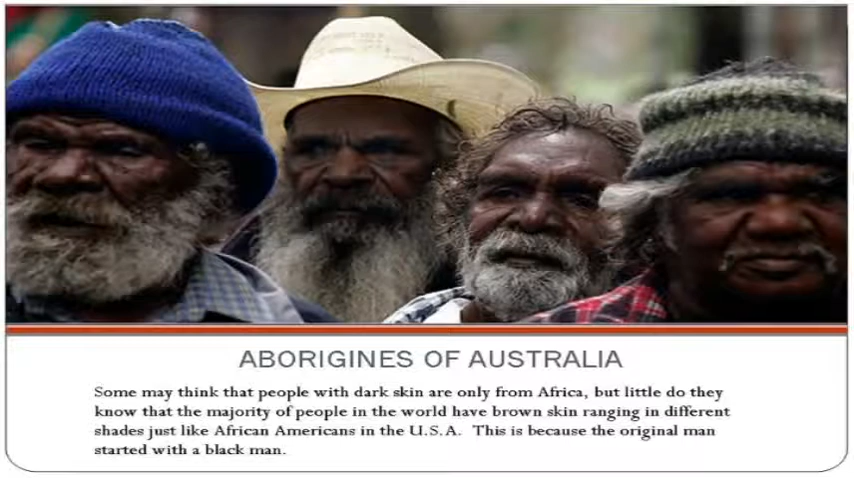 ABORIGINES OF AUSTRALIA
Some may think that people with dark skin are only from Africa, but little do they
know that the majority of people in the world have brown skin ranging in different
shades just like African Americans in the U.S.A.  This is because the original man
started with a black man.